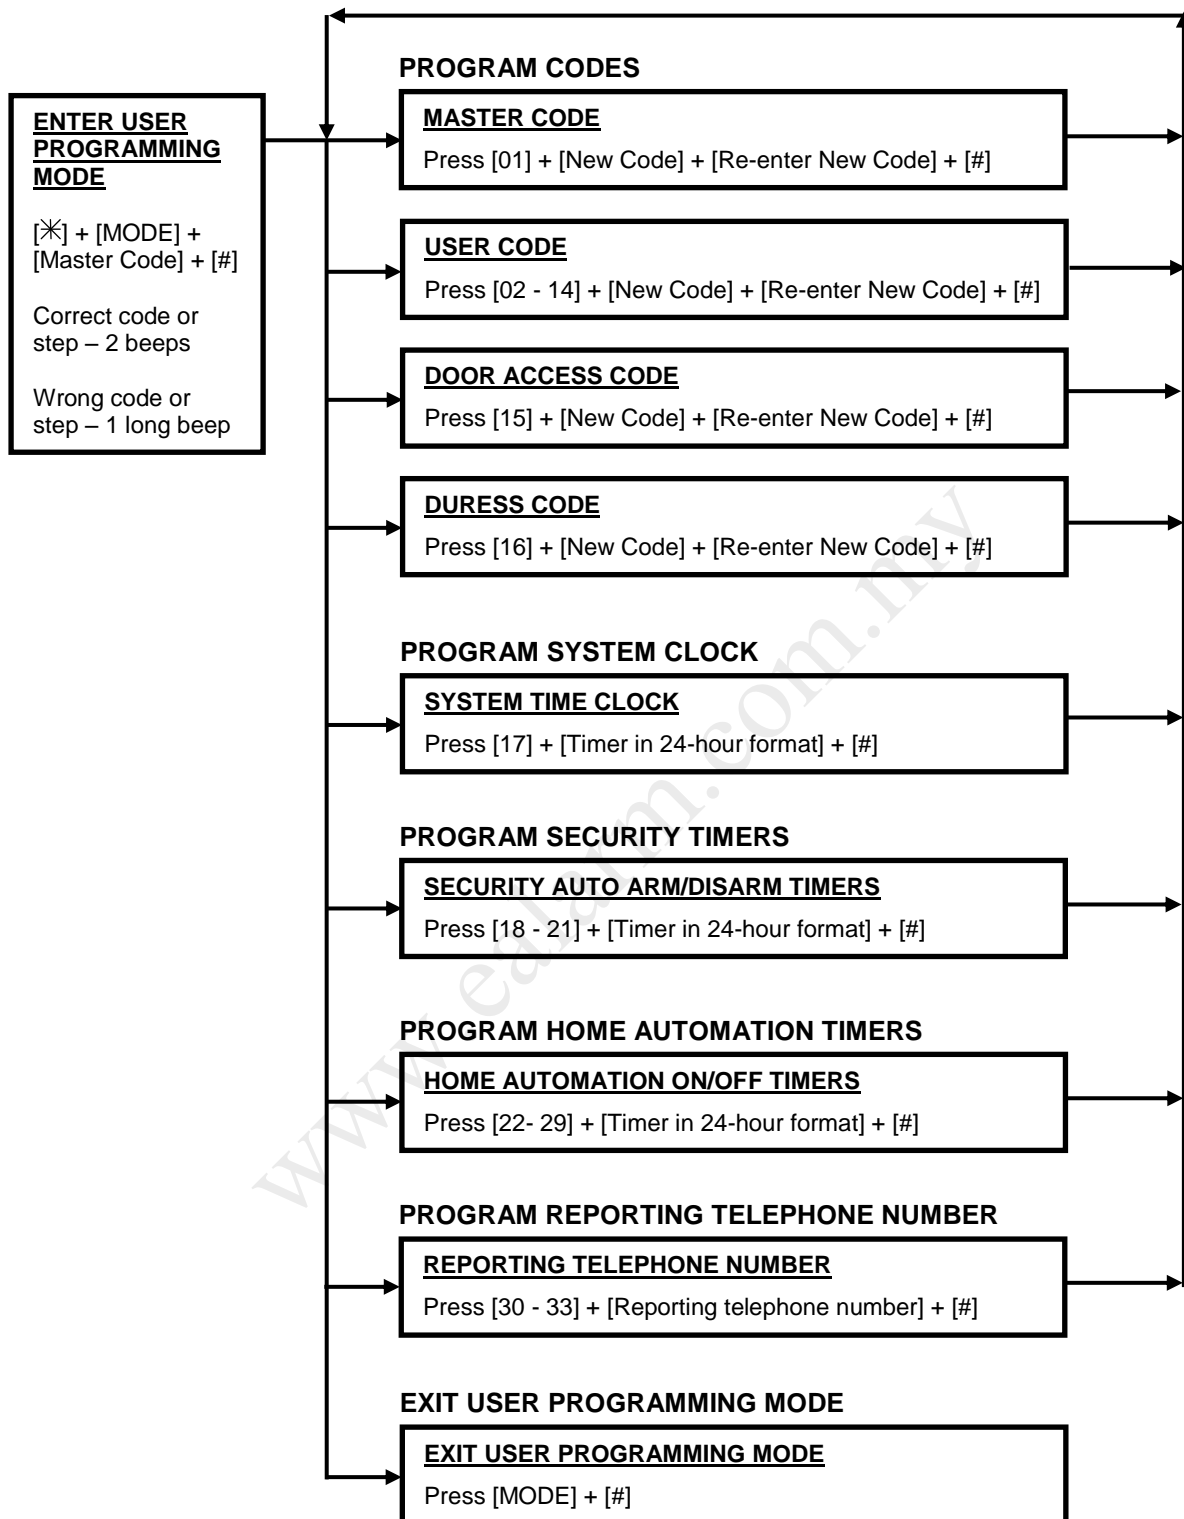 PROGRAM CODES
ENTER USER
PROGRAMMING
MODE
[✳] + [MODE] +
[Master Code] + [#]
Correct code or
step – 2 beeps
Wrong code or
step – 1 long beep
MASTER CODE
Press [01] + [New Code] + [Re-enter New Code] + [#]
USER CODE
Press [02 - 14] + [New Code] + [Re-enter New Code] + [#]
DOOR ACCESS CODE
Press [15] + [New Code] + [Re-enter New Code] + [#]
DURESS CODE
Press [16] + [New Code] + [Re-enter New Code] + [#]
PROGRAM SYSTEM CLOCK
SYSTEM TIME CLOCK
Press [17] + [Timer in 24-hour format] + [#]
PROGRAM SECURITY TIMERS
SECURITY AUTO ARM/DISARM TIMERS
Press [18 - 21] + [Timer in 24-hour format] + [#]
PROGRAM HOME AUTOMATION TIMERS
HOME AUTOMATION ON/OFF TIMERS
Press [22- 29] + [Timer in 24-hour format] + [#]
PROGRAM REPORTING TELEPHONE NUMBER
REPORTING TELEPHONE NUMBER
Press [30 - 33] + [Reporting telephone number] + [#]
EXIT USER PROGRAMMING MODE
EXIT USER PROGRAMMING MODE
Press [MODE] + [#]
www.ealarm.com.my